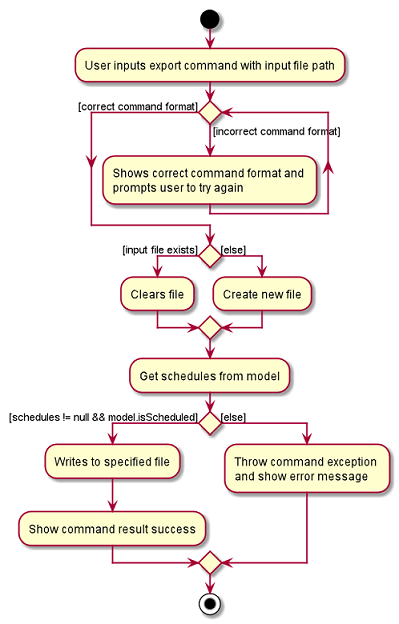 User inputs export command with input file path
[correct command format]
[incorrect command format]
Shows correct command format and
prompts user to try again
[input file exists]
[else]
Clears file
Create new file
Get schedules from model
[schedules != null && model.isScheduled]
[else]
Writes to specified file
Throw command exception
and show error message
Show command result success